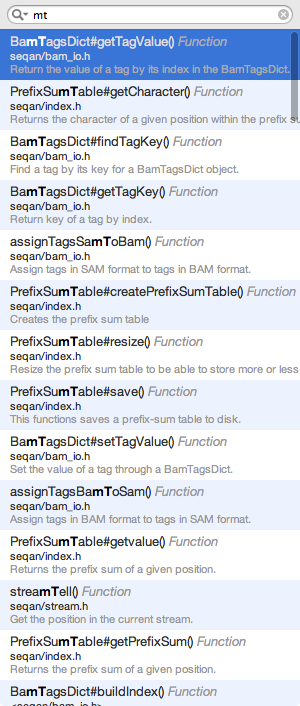 mt
BamTagsDict#getTagValue() Function
seqan/bam_io.h
Return the value of a tag by its index in the BamTagsDict.
PrefixSumTable#getCharacter() Function
seqan/index.h
Returns the character of a given position within the prefix
BamTagsDict#findTagKey() Function
seqan/bam_io.h
Find a tag by its key for a BamTagsDict object.
BamTagsDict#getTagKey() Function
seqan/bam_io.h
Return key of a tag by index.
assignTagsSamToBam() Function
seqan/bam_io.h
Assign tags in SAM format to tags in BAM format.
PrefixSumTable#createPrefixSumTable() Function
seqan/index.h
Creates the prefix sum table
PrefixSumTable#resize() Function
seqan/index.h
Resize the prefix sum table to be able to store more or less
PrefixSumTable#save() Function
seqan/index.h
This functions saves a prefix-sum table to disk.
BamTagsDict#setTagValue() Function
seqan/bam_io.h
Set the value of a tag through a BamTagsDict.
assignTagsBamToSam() Function
seqan/bam_io.h
Assign tags in BAM format to tags in SAM format.
PrefixSumTable#getvalue() Function
seqan/index.h
Returns the prefix sum of a given position.
streamTell() Function
seqan/stream.h
Get the position in the current stream.
PrefixSumTable#getPrefixSum() Function
seqan/index.h
Returns the prefix sum of a given position.
BamTagsDict#buildIndex() Function
<seqan/bam_io.h>